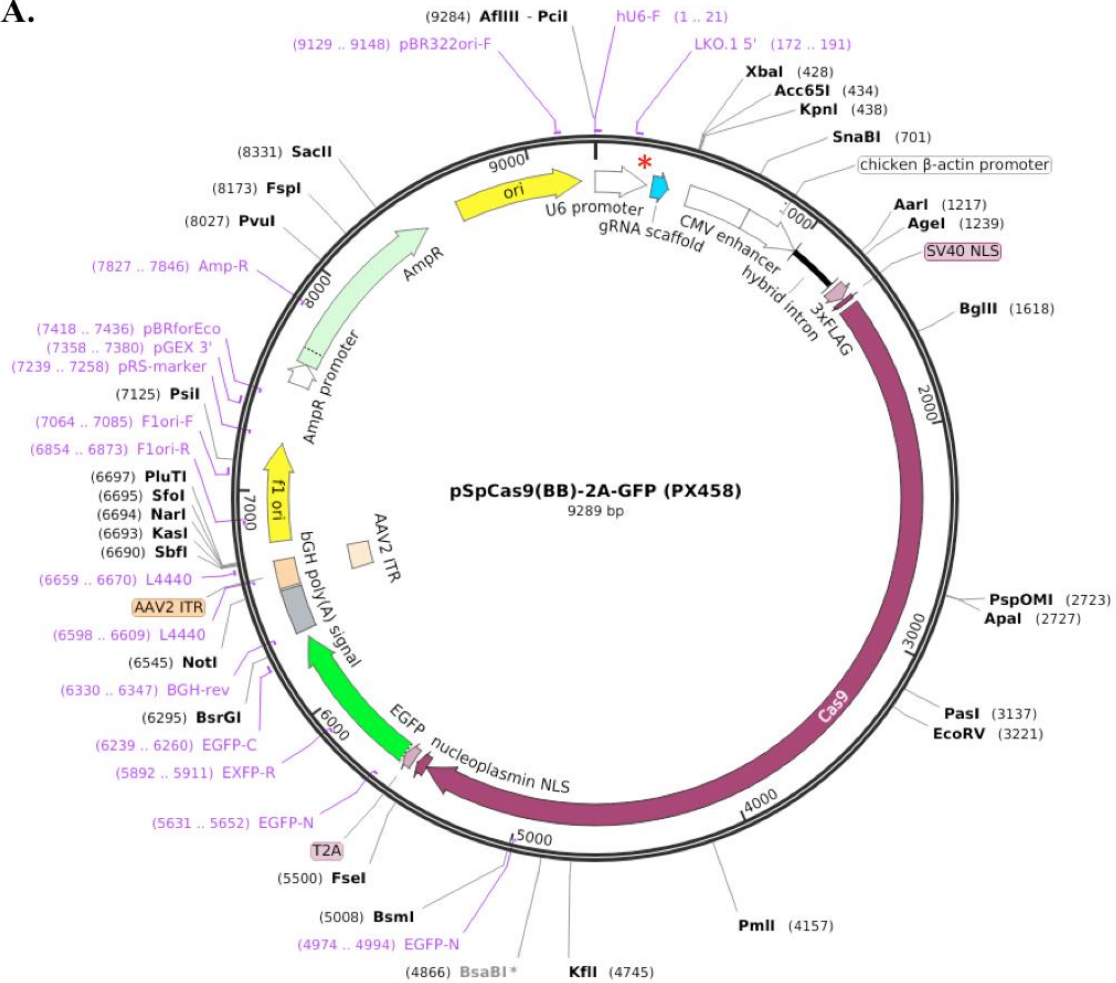 A.
(9284) AflIII - PciI
hU6-F (1 .. 21)
(9129 .. 9148) pBR322ori-F
LKO.1 5' (172 .. 191)
XbaI (428)
Acc65I (434)
KpnI (438)
SnaBI (701)
chicken β-actin promoter
AarI (1217)
AgeI (1239)
SV40 NLS
BglII (1618)
PspOMI (2723)
ApaI (2727)
PasI (3137)
EcoRV (3221)
PmlI (4157)
KflI (4745)
(4866) BsaBI *
(4974 .. 4994) EGFP-N
(5008) BsmI
(5500) FseI
T2A
(5631 .. 5652) EGFP-N
(5892 .. 5911) EXFP-R
(6239 .. 6260) EGFP-C
(6295) BsrGI
(6330 .. 6347) BGH-rev
(6545) NotI
(6598 .. 6609) L4440
AAV2 ITR
(6659 .. 6670) L4440
(6690) SbfI
(6693) KasI
(6694) NarI
(6695) SfoI
(6697) PluTI
(6854 .. 6873) F1ori-R
(7064 .. 7085) F1ori-F
(7125) PsiI
(7239 .. 7258) pRS-marker
(7358 .. 7380) pGEX 3'
(7418 .. 7436) pBRforEco
(7827 .. 7846) Amp-R
(8027) PvuI
(8173) FspI
(8331) SacII
9000
8000
7000
6000
5000
4000
3000
2000
1000
*
ori
U6 promoter
gRNA scaffold
CMV enhancer
hybrid intron
3xFLAG
Cas9
nucleoplasmin NLS
EGFP
bGH poly(A) signal
AAV2 ITR
f1 ori
AmpR promoter
AmpR
pSpCas9(BB)-2A-GFP (PX458)
9289 bp